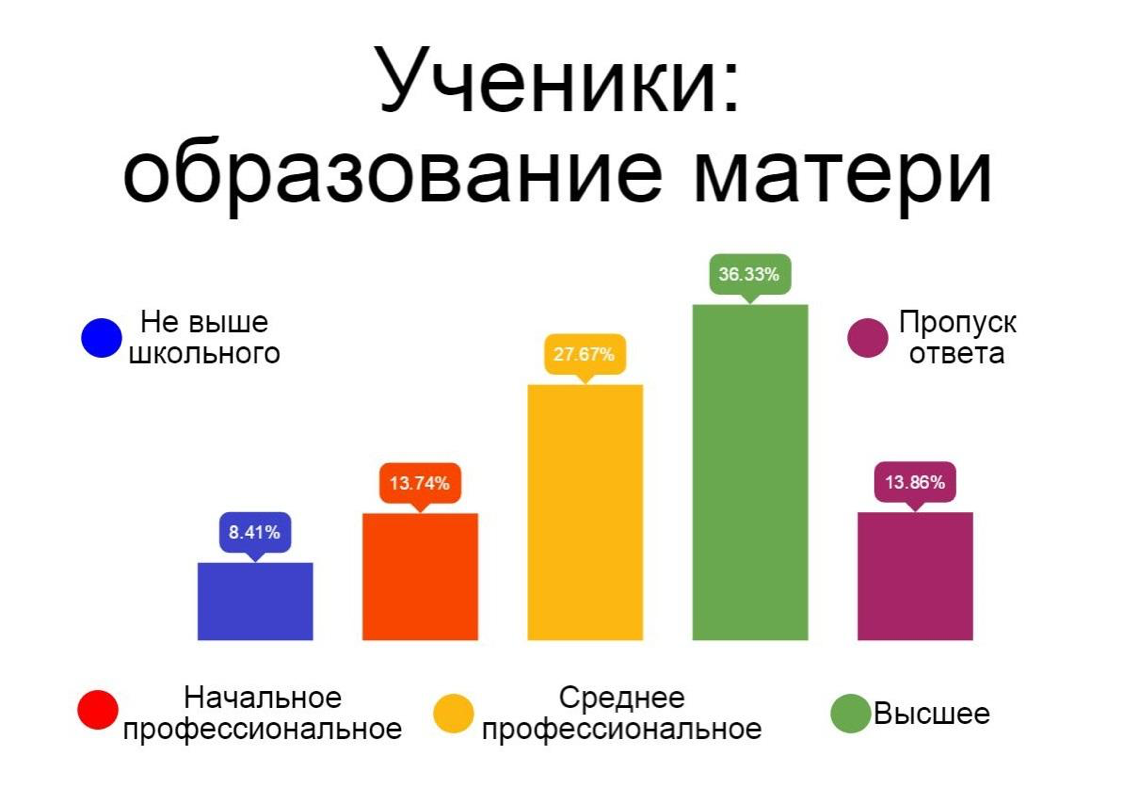 Ученики:
образование матери
36.33%
Не выше
школьного
Пропуск
ответа
27.67%
13.74%
13.86%
8.41%
Начальное
профессиональное
Среднее
профессиональное
Высшее